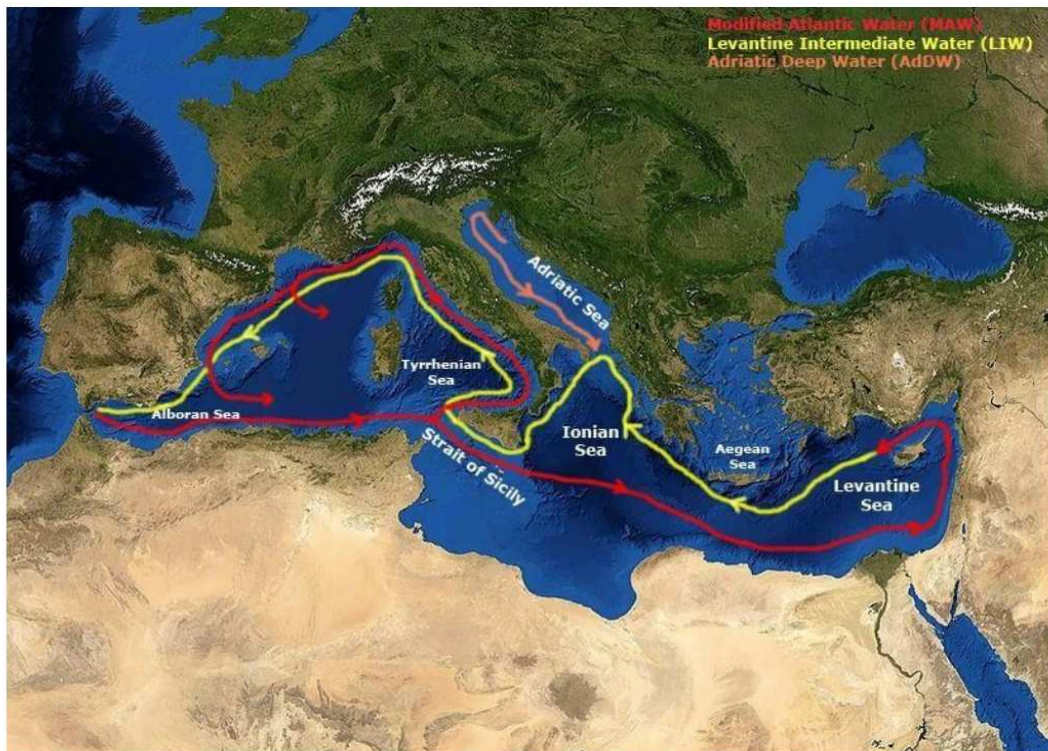 Modified Atlantic Water (MAW)
Levantine Intermediate Water (LIW)
Adriatic Deep Water (AdDW)
Adriatic Sea
Tyrrhenian
Sea
Alboran Sea
Strait of Sicily
Ionian
Sea
Aegean
Sea
Levantine
Sea